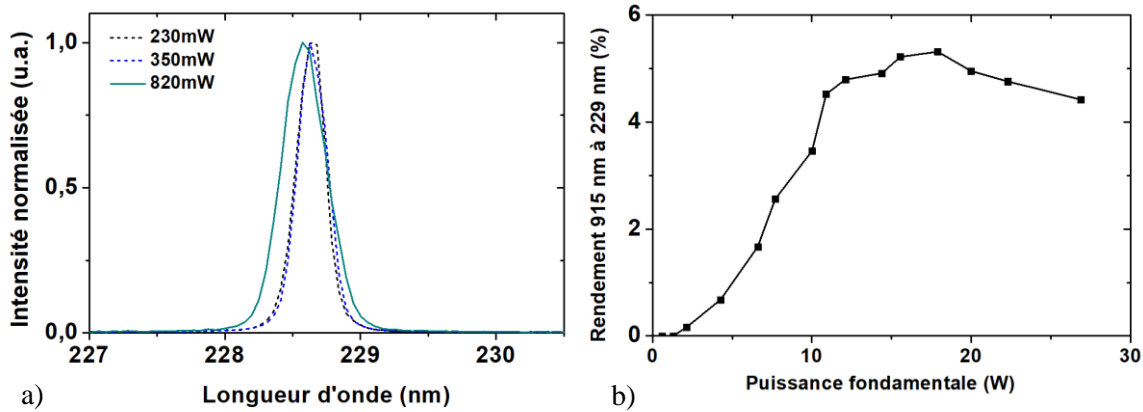 1,0
0,5
0,0
230mW
350mW
820mW
Intensité normalisée (u.a.)
227
228
229
230
Longueur d'onde (nm)
a)
6
4
2
0
Rendement 915 nm à 229 nm (%)
0
10
20
30
Puissance fondamentale (W)
b)